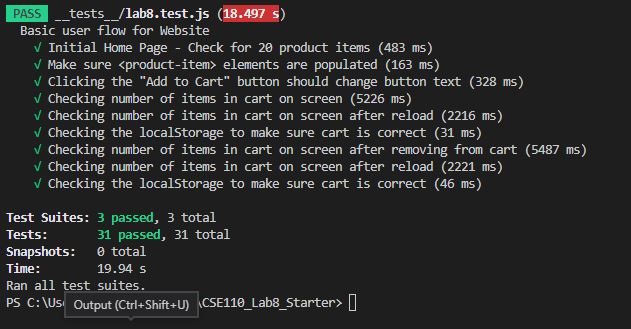 PASS __tests__/lab8.test.js (18.497 s)
Basic user flow for Website
√ Initial Home Page - Check for 20 product items (483 ms)
√ Make sure <product-item> elements are populated (163 ms)
√ Clicking the "Add to Cart" button should change button text (328 ms)
√ Checking number of items in cart on screen (5226 ms)
√ Checking number of items in cart on screen after reload (2216 ms)
√ Checking the localStorage to make sure cart is correct (31 ms)
√ Checking number of items in cart on screen after removing from cart (5487 ms)
√ Checking number of items in cart on screen after reload (2221 ms)
√ Checking the localStorage to make sure cart is correct (46 ms)
Test Suites: 3 passed, 3 total
Tests: 31 passed, 31 total
Snapshots: 0 total
Time: 19.94 s
Ran all test suites.
PS C:\Us \CSE110_Lab8_Starter>
Output (Ctrl+Shift+U)